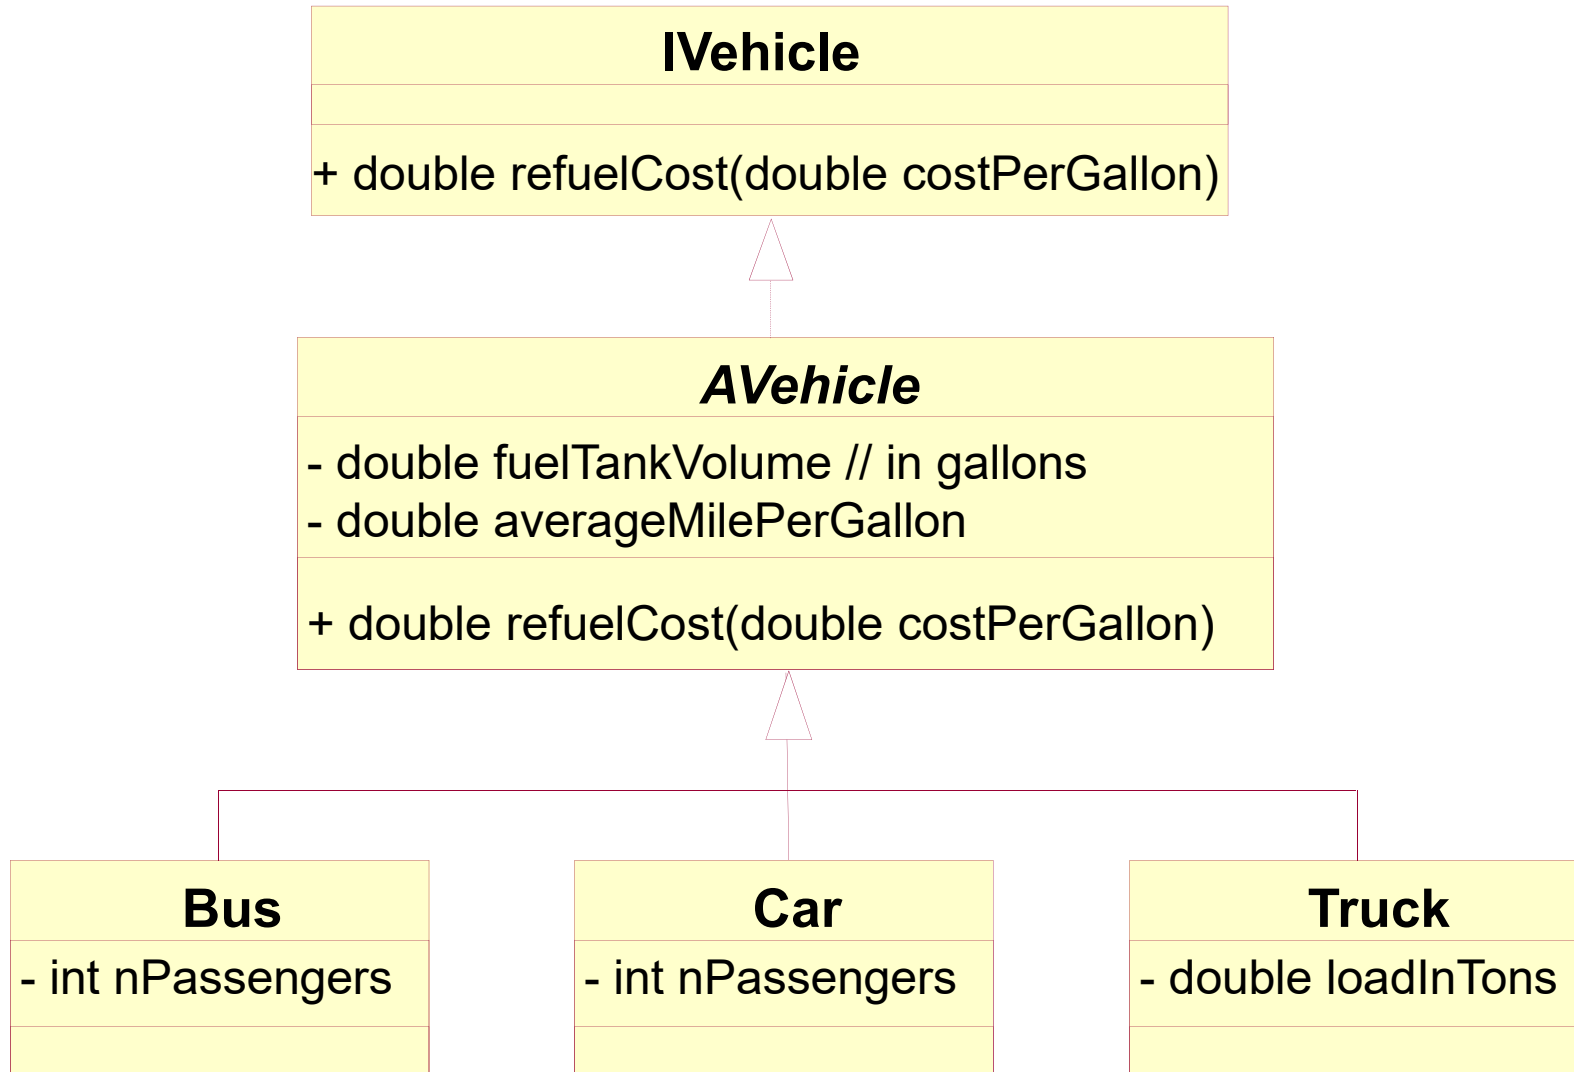 IVehicle
+ double refuelCost(double costPerGallon)
AVehicle
- double fuelTankVolume // in gallons
- double averageMilePerGallon
+ double refuelCost(double costPerGallon)
Bus
- int nPassengers
Car
- int nPassengers
Truck
- double loadInTons